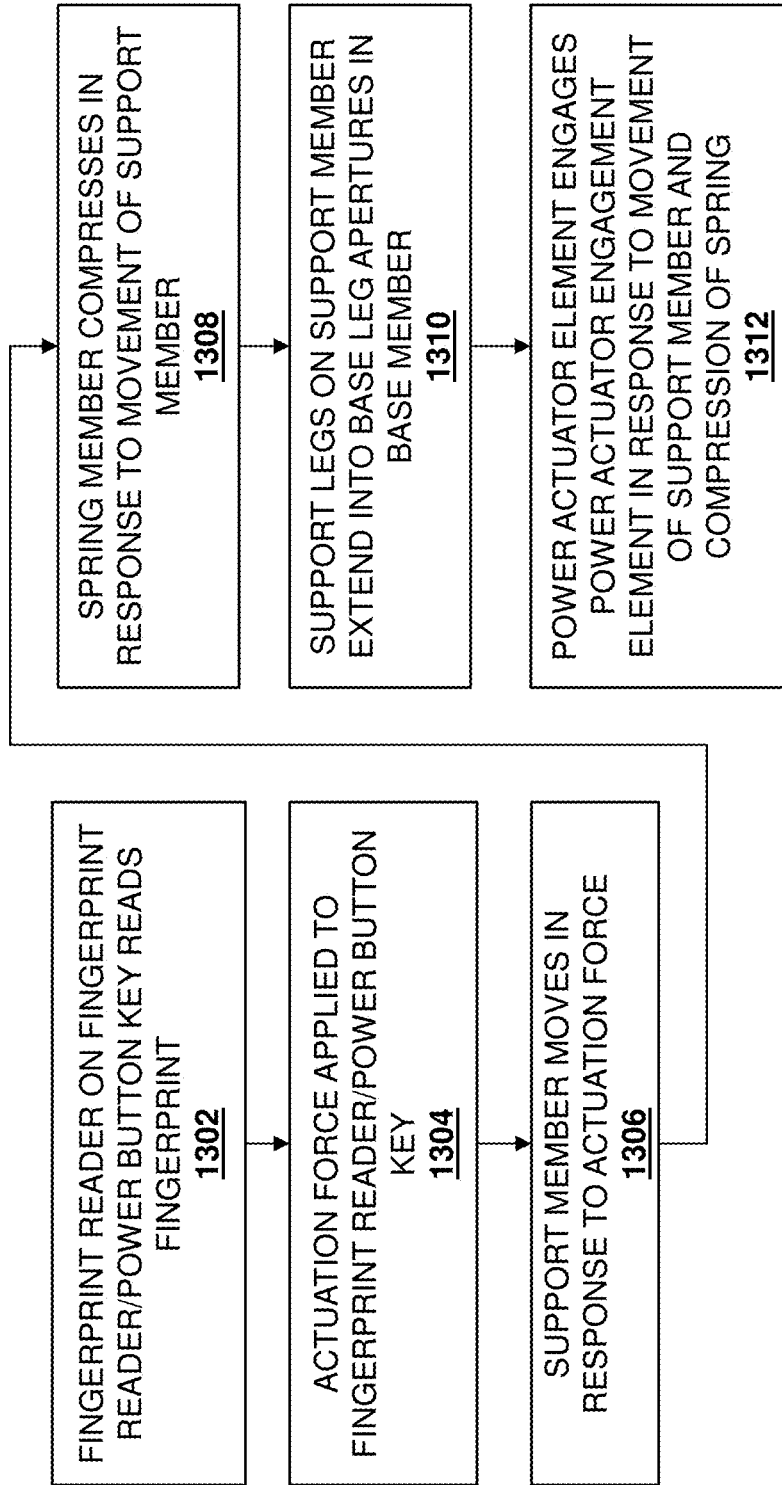 FINGERPRINT READER ON FINGERPRINT
READER/POWER BUTTON KEY READS
FINGERPRINT
1302
ACTUATION FORCE APPLIED TO
FINGERPRINT READER/POWER BUTTON
KEY
1304
SUPPORT MEMBER MOVES IN
RESPONSE TO ACTUATION FORCE
1306
SPRING MEMBER COMPRESSES IN
RESPONSE TO MOVEMENT OF SUPPORT
MEMBER
1308
SUPPORT LEGS ON SUPPORT MEMBER
EXTEND INTO BASE LEG APERTURES IN
BASE MEMBER
1310
POWER ACTUATOR ELEMENT ENGAGES
POWER ACTUATOR ENGAGEMENT
ELEMENT IN RESPONSE TO MOVEMENT
OF SUPPORT MEMBER AND
COMPRESSION OF SPRING
1312